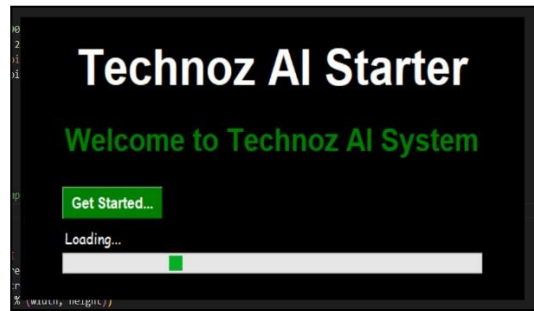 Technoz AI Starter
Welcome to Technoz AI System
Get Started...
Loading...
% (width, height))